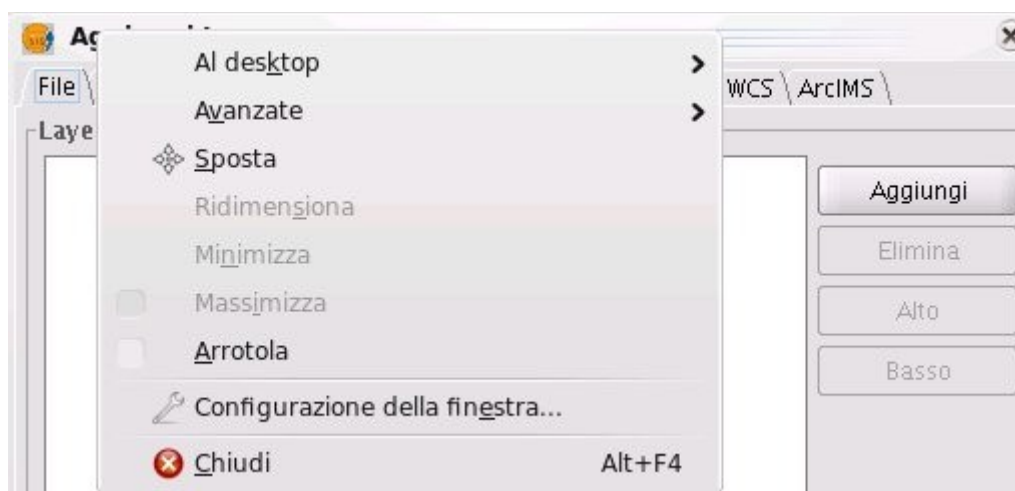 Al desktop
File
WCS
ArcIMS
Avanzate
Sposta
Aggiungi
Ridimensiona
Elimina
Minimizza
Massimizza
Alto
Arrotola
Basso
Configurazione della finestra...
Chiudi Alt+F4